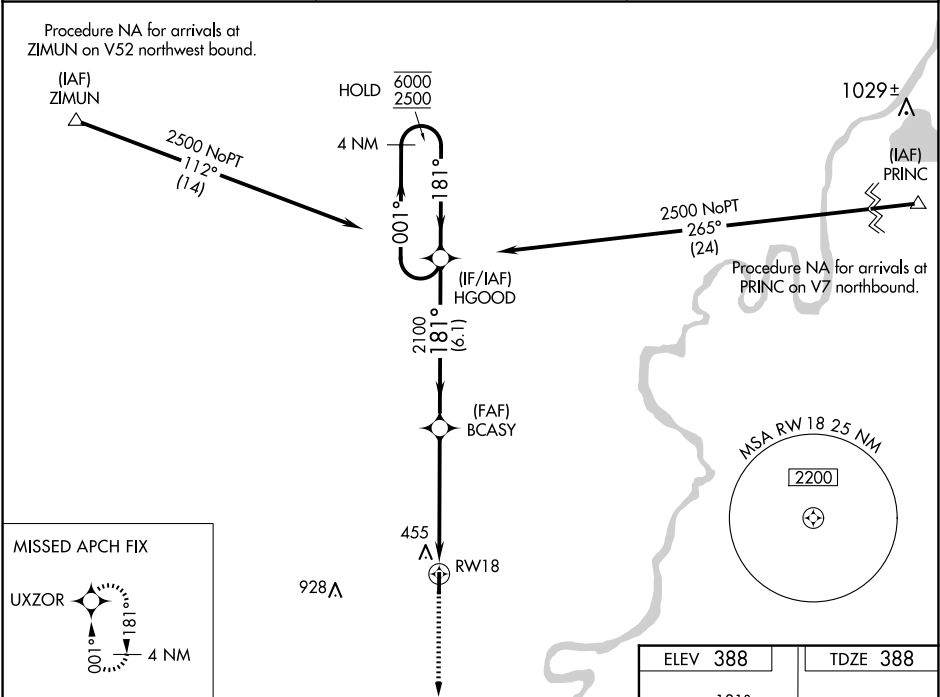 Procedure NA for arrivals at
ZIMUN on V52 northwest bound.
(IAF)
ZIMUN
2500 NoPT
112°
(14)
HOLD
6000
2500
4 NM
181°
001°
1029±
(IAF)
PRINC
2500 NoPT
265°
(24)
Procedure NA for arrivals at
PRINC on V7 northbound.
(IF/IAF)
HGOOD
2100
181°
(6.1)
(FAF)
BCASY
MSA RW 18 25 NM
2200
455
RW18
928
MISSED APCH FIX
UXZOR
181°
001°
4 NM
ELEV 388
TDZE 388